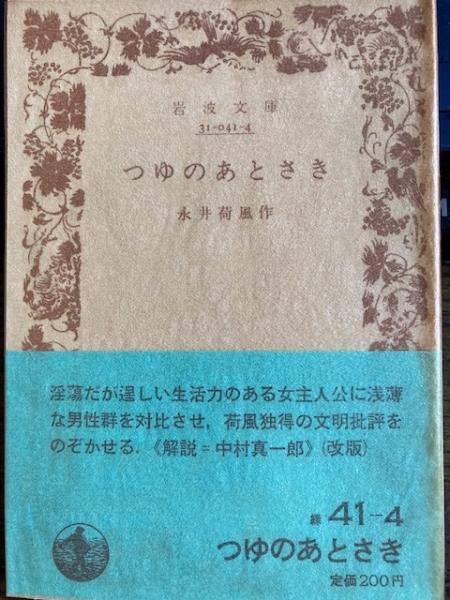 岩波文庫
31-041-4
つゆのあとさき
永井荷風作
淫蕩だが逞しい生活力のある女主人公に浅薄
な男性群を対比させ，荷風独得の文明批評を
のぞかせる．《解説＝中村真一郎》(改版)
緑 41-4
つゆのあとさき
定価200円